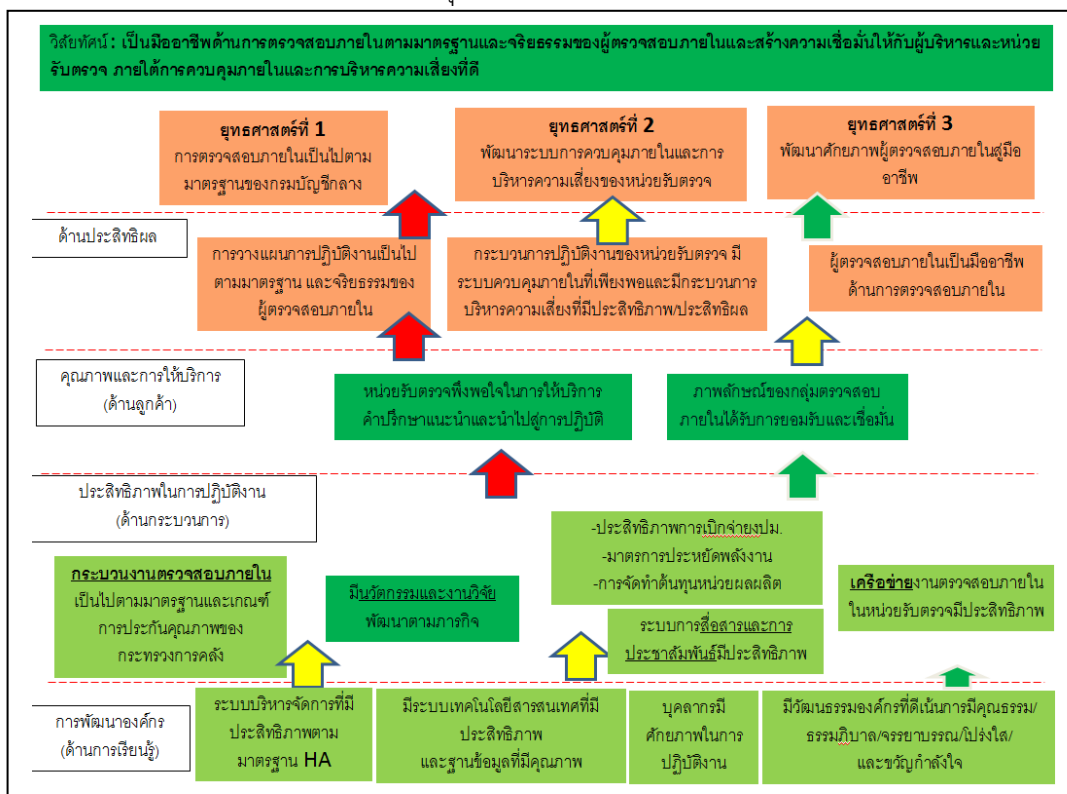 วิสัยทัศน์ : เป็นมืออาชีพด้านการตรวจสอบภายในตามมาตรฐานและจริยธรรมของผู้ตรวจสอบภายในและสร้างความเชื่อมั่นให้กับผู้บริหารและหน่วย
รับตรวจ ภายใต้การควบคุมภายในและการบริหารความเสี่ยงที่ดี
ยุทธศาสตร์ที่ 1
การตรวจสอบภายในเป็นไปตาม
มาตรฐานของกรมบัญชีกลาง
ยุทธศาสตร์ที่ 2
พัฒนาระบบการควบคุมภายในและการ
บริหารความเสี่ยงของหน่วยรับตรวจ
ยุทธศาสตร์ที่ 3
พัฒนาศักยภาพผู้ตรวจสอบภายในสู่มือ
อาชีพ
ด้านประสิทธิผล
การวางแผนการปฏิบัติงานเป็นไป
ตามมาตรฐาน และจริยธรรมของ
ผู้ตรวจสอบภายใน
กระบวนการปฏิบัติงานของหน่วยรับตรวจ มี
ระบบควบคุมภายในที่เพียงพอและมีกระบวนการ
บริหารความเสี่ยงที่มีประสิทธิภาพ/ประสิทธิผล
ผู้ตรวจสอบภายในเป็นมืออาชีพ
ด้านการตรวจสอบภายใน
คุณภาพและการให้บริการ
(ด้านลูกค้า)
หน่วยรับตรวจพึงพอใจในการให้บริการ
คำปรึกษาแนะนำและนำไปสู่การปฏิบัติ
ภาพลักษณ์ของกลุ่มตรวจสอบ
ภายในได้รับการยอมรับและเชื่อมั่น
ประสิทธิภาพในการปฏิบัติงาน
(ด้านกระบวนการ)
กระบวนงานตรวจสอบภายใน
เป็นไปตามมาตรฐานและเกณฑ์
การประกันคุณภาพของ
กระทรวงการคลัง
มีนวัตกรรมและงานวิจัย
พัฒนาตามภารกิจ
-ประสิทธิภาพการเบิกจ่ายงปม.
-มาตรการประหยัดพลังงาน
-การจัดทำต้นทุนหน่วยผลผลิต
ระบบการสื่อสารและการ
ประชาสัมพันธ์มีประสิทธิภาพ
เครือข่ายงานตรวจสอบภายใน
ในหน่วยรับตรวจมีประสิทธิภาพ
การพัฒนาองค์กร
(ด้านการเรียนรู้)
ระบบบริหารจัดการที่มี
ประสิทธิภาพตาม
มาตรฐาน HA
มีระบบเทคโนโลยีสารสนเทศที่มี
ประสิทธิภาพ
และฐานข้อมูลที่มีคุณภาพ
บุคลากรมี
ศักยภาพในการ
ปฏิบัติงาน
มีวัฒนธรรมองค์กรที่ดีเน้นการมีคุณธรรม/
ธรรมภิบาล/จรรยาบรรณ/โปร่งใส/
และขวัญกำลังใจ